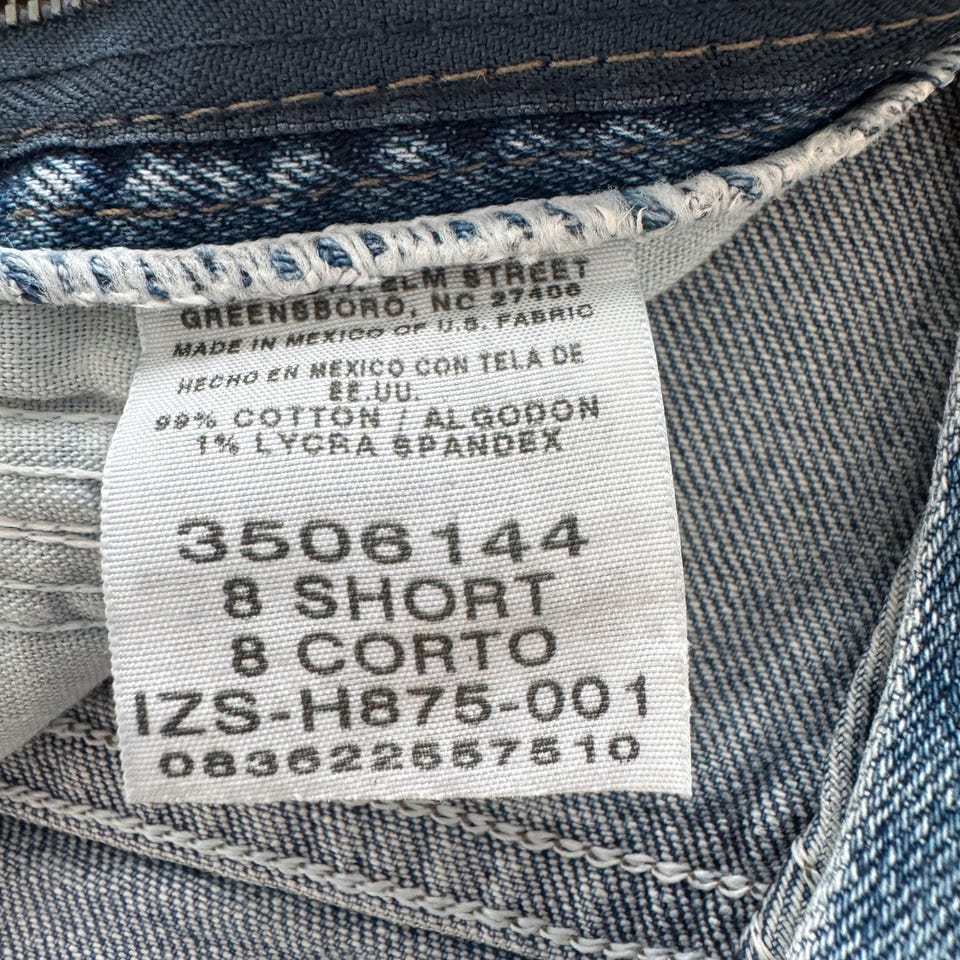 ELM STREET
GREENSBORO, NC 27408
MADE IN MEXICO OF U.S. FABRIC
HECHO EN MEXICO CON TELA DE
EE.UU.
99% COTTON / ALGODON
1% LYCRA SPANDEX
3506144
8 SHORT
8 CORTO
IZS-H875-001
083622557510